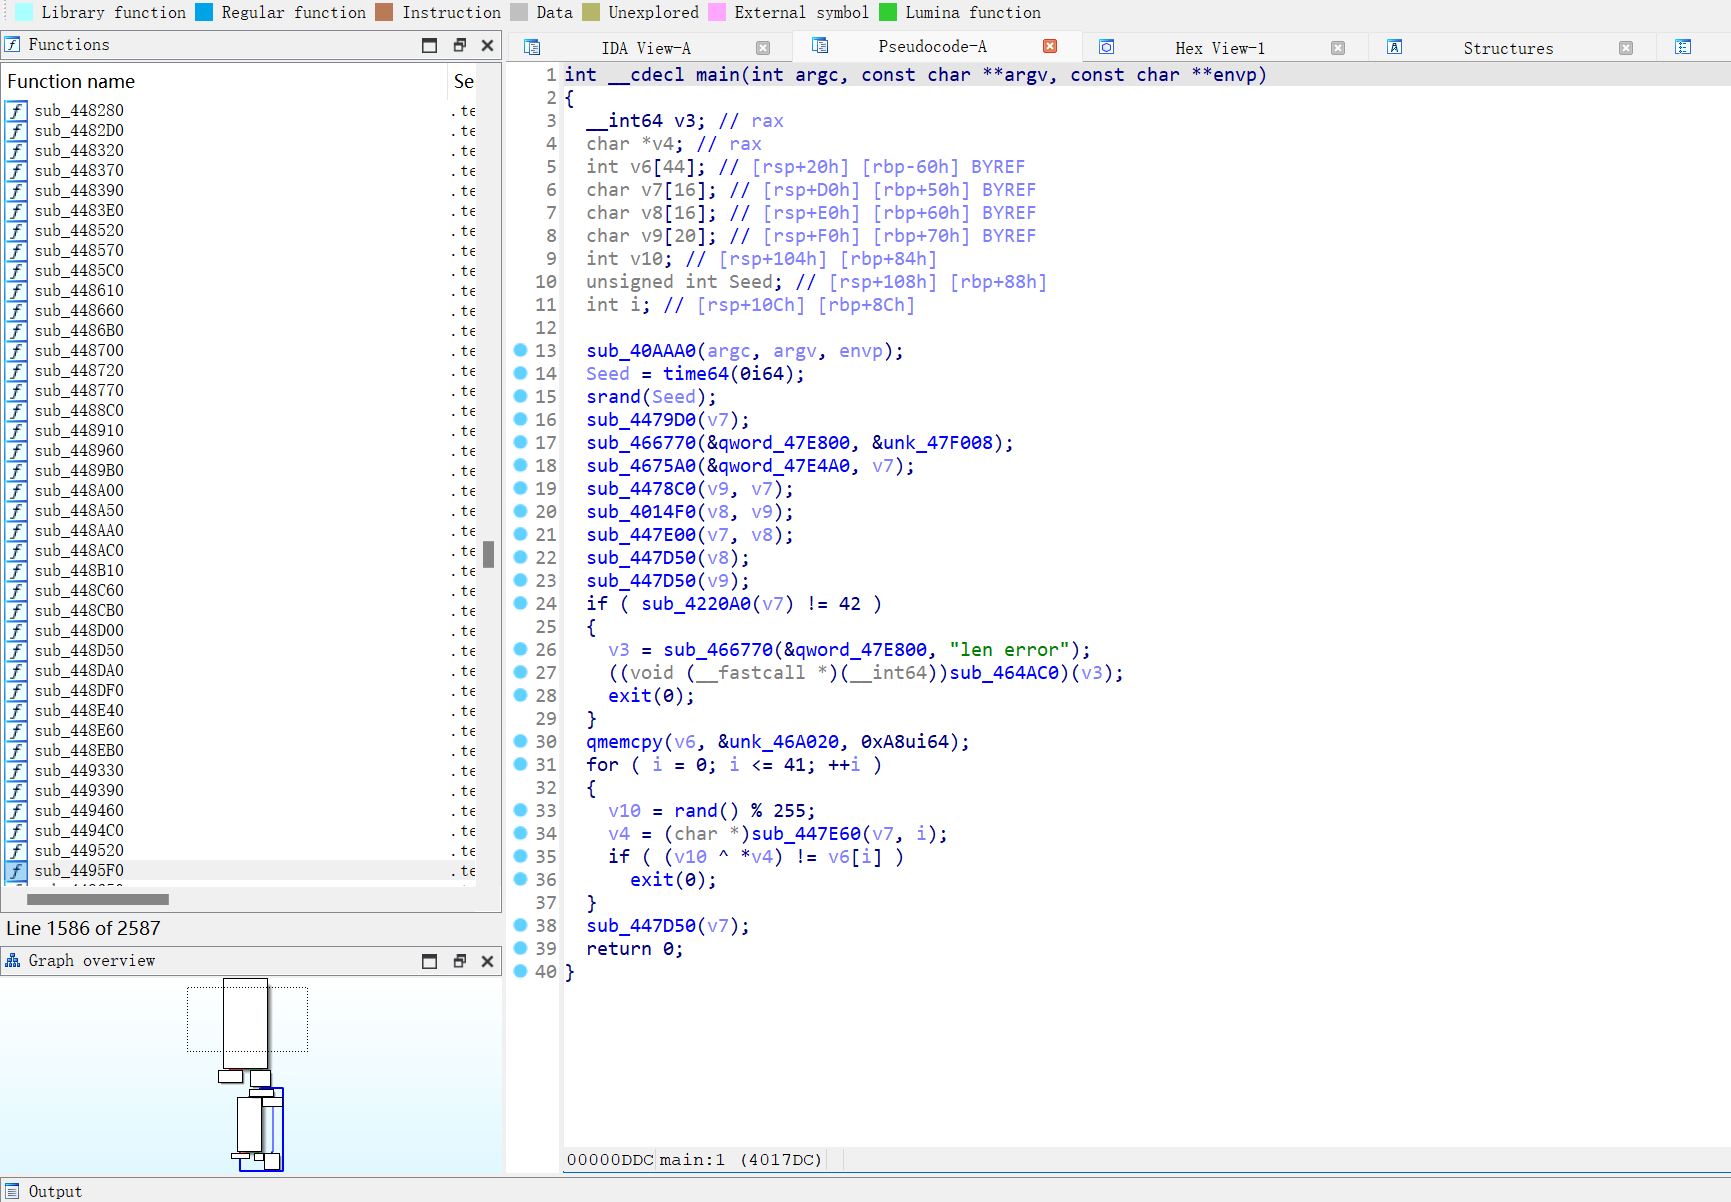 Library function Regular function Instruction Data Unexplored External symbol Lumina function
Functions
Function name Se
sub_448280 .te
sub_4482D0 .te
sub_448320 .te
sub_448370 .te
sub_448390 .te
sub_4483E0 .te
sub_448520 .te
sub_448570 .te
sub_4485C0 .te
sub_448610 .te
sub_448660 .te
sub_4486B0 .te
sub_448700 .te
sub_448720 .te
sub_448770 .te
sub_4488C0 .te
sub_448910 .te
sub_448960 .te
sub_4489B0 .te
sub_448A00 .te
sub_448A50 .te
sub_448AA0 .te
sub_448AC0 .te
sub_448B10 .te
sub_448C60 .te
sub_448CB0 .te
sub_448D00 .te
sub_448D50 .te
sub_448DA0 .te
sub_448DF0 .te
sub_448E40 .te
sub_448E60 .te
sub_448EB0 .te
sub_449330 .te
sub_449390 .te
sub_449460 .te
sub_4494C0 .te
sub_449520 .te
sub_4495F0 .te
Line 1586 of 2587
Graph overview
IDA View-A Pseudocode-A Hex View-1 Structures
1 int __cdecl main(int argc, const char **argv, const char **envp)
2 {
3 __int64 v3; // rax
4 char *v4; // rax
5 int v6[44]; // [rsp+20h] [rbp-60h] BYREF
6 char v7[16]; // [rsp+D0h] [rbp+50h] BYREF
7 char v8[16]; // [rsp+E0h] [rbp+60h] BYREF
8 char v9[20]; // [rsp+F0h] [rbp+70h] BYREF
9 int v10; // [rsp+104h] [rbp+84h]
10 unsigned int Seed; // [rsp+108h] [rbp+88h]
11 int i; // [rsp+10Ch] [rbp+8Ch]
12
13 sub_40AAA0(argc, argv, envp);
14 Seed = time64(0i64);
15 srand(Seed);
16 sub_4479D0(v7);
17 sub_466770(&qword_47E800, &unk_47F008);
18 sub_4675A0(&qword_47E4A0, v7);
19 sub_4478C0(v9, v7);
20 sub_4014F0(v8, v9);
21 sub_447E00(v7, v8);
22 sub_447D50(v8);
23 sub_447D50(v9);
24 if ( sub_4220A0(v7) != 42 )
25 {
26 v3 = sub_466770(&qword_47E800, "len error");
27 ((void (__fastcall *)(__int64))sub_464AC0)(v3);
28 exit(0);
29 }
30 qmemcpy(v6, &unk_46A020, 0xA8ui64);
31 for ( i = 0; i <= 41; ++i )
32 {
33 v10 = rand() % 255;
34 v4 = (char *)sub_447E60(v7, i);
35 if ( (v10 ^ *v4) != v6[i] )
36 exit(0);
37 }
38 sub_447D50(v7);
39 return 0;
40 }
00000DDC main:1 (4017DC)
Output